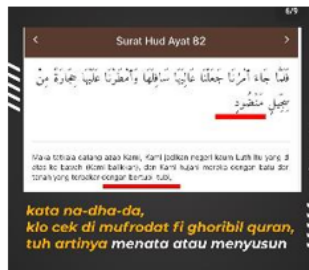 6/9
Surat Hud Ayat 82
فَلَمَّا جَاءَ أَمْرُنَا جَعَلْنَا عَالِيَهَا سَافِلَهَا وَأَمْطَرْنَا عَلَيْهَا حِجَارَةً مِنْ
سِجِّيلٍ مَنْضُودٍ
Maka tatkala datang azab Kami, Kami jadikan negeri kaum Luth itu yang di
atas ke bawah (Kami balikkan), dan Kami hujani mereka dengan batu dari
tanah yang terbakar dengan bertubi-tubi,
kata na-dha-da,
klo cek di mufrodat fi ghoribil quran,
tuh artinya menata atau menyusun